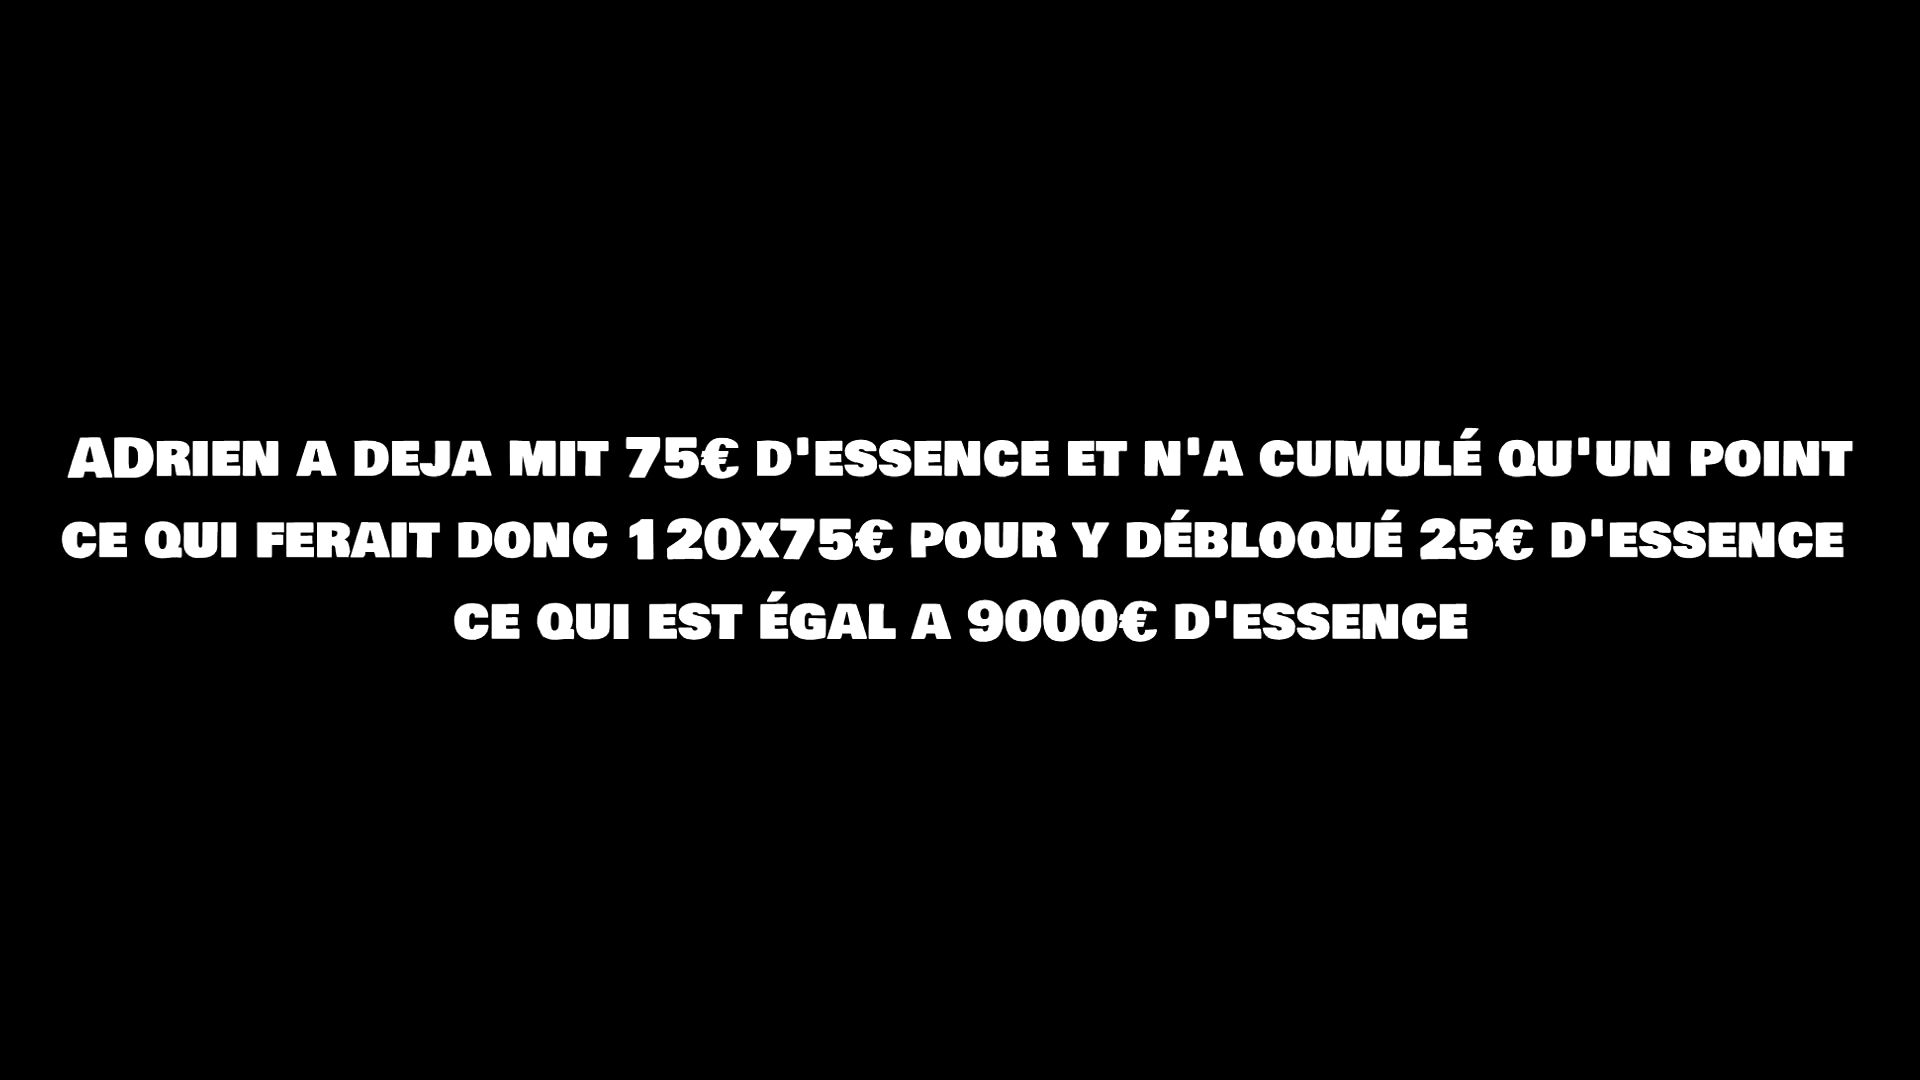 ADrien a deja mit 75€ d'essence et n'a cumulé qu'un point
ce qui ferait donc 120x75€ pour y débloqué 25€ d'essence
ce qui est égal a 9000€ d'essence